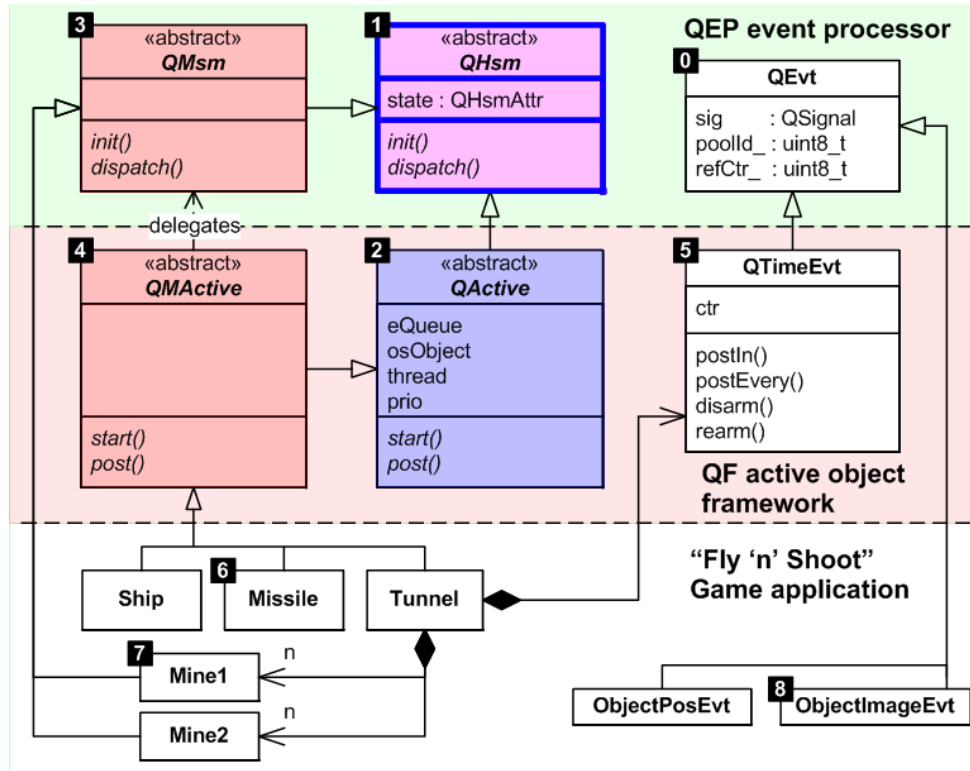 3
«abstract»
QMsm
init()
dispatch()
1
«abstract»
QHsm
state : QHsmAttr
init()
dispatch()
QEP event processor
0
QEvt
sig : QSignal
poolId_ : uint8_t
refCtr_ : uint8_t
delegates
4
«abstract»
QMActive
start()
post()
2
«abstract»
QActive
eQueue
osObject
thread
prio
start()
post()
5
QTimeEvt
ctr
postIn()
postEvery()
disarm()
rearm()
QF active object
framework
Ship
6
Missile
Tunnel
“Fly ‘n’ Shoot”
Game application
7
Mine1
n
Mine2
n
ObjectPosEvt
8
ObjectImageEvt